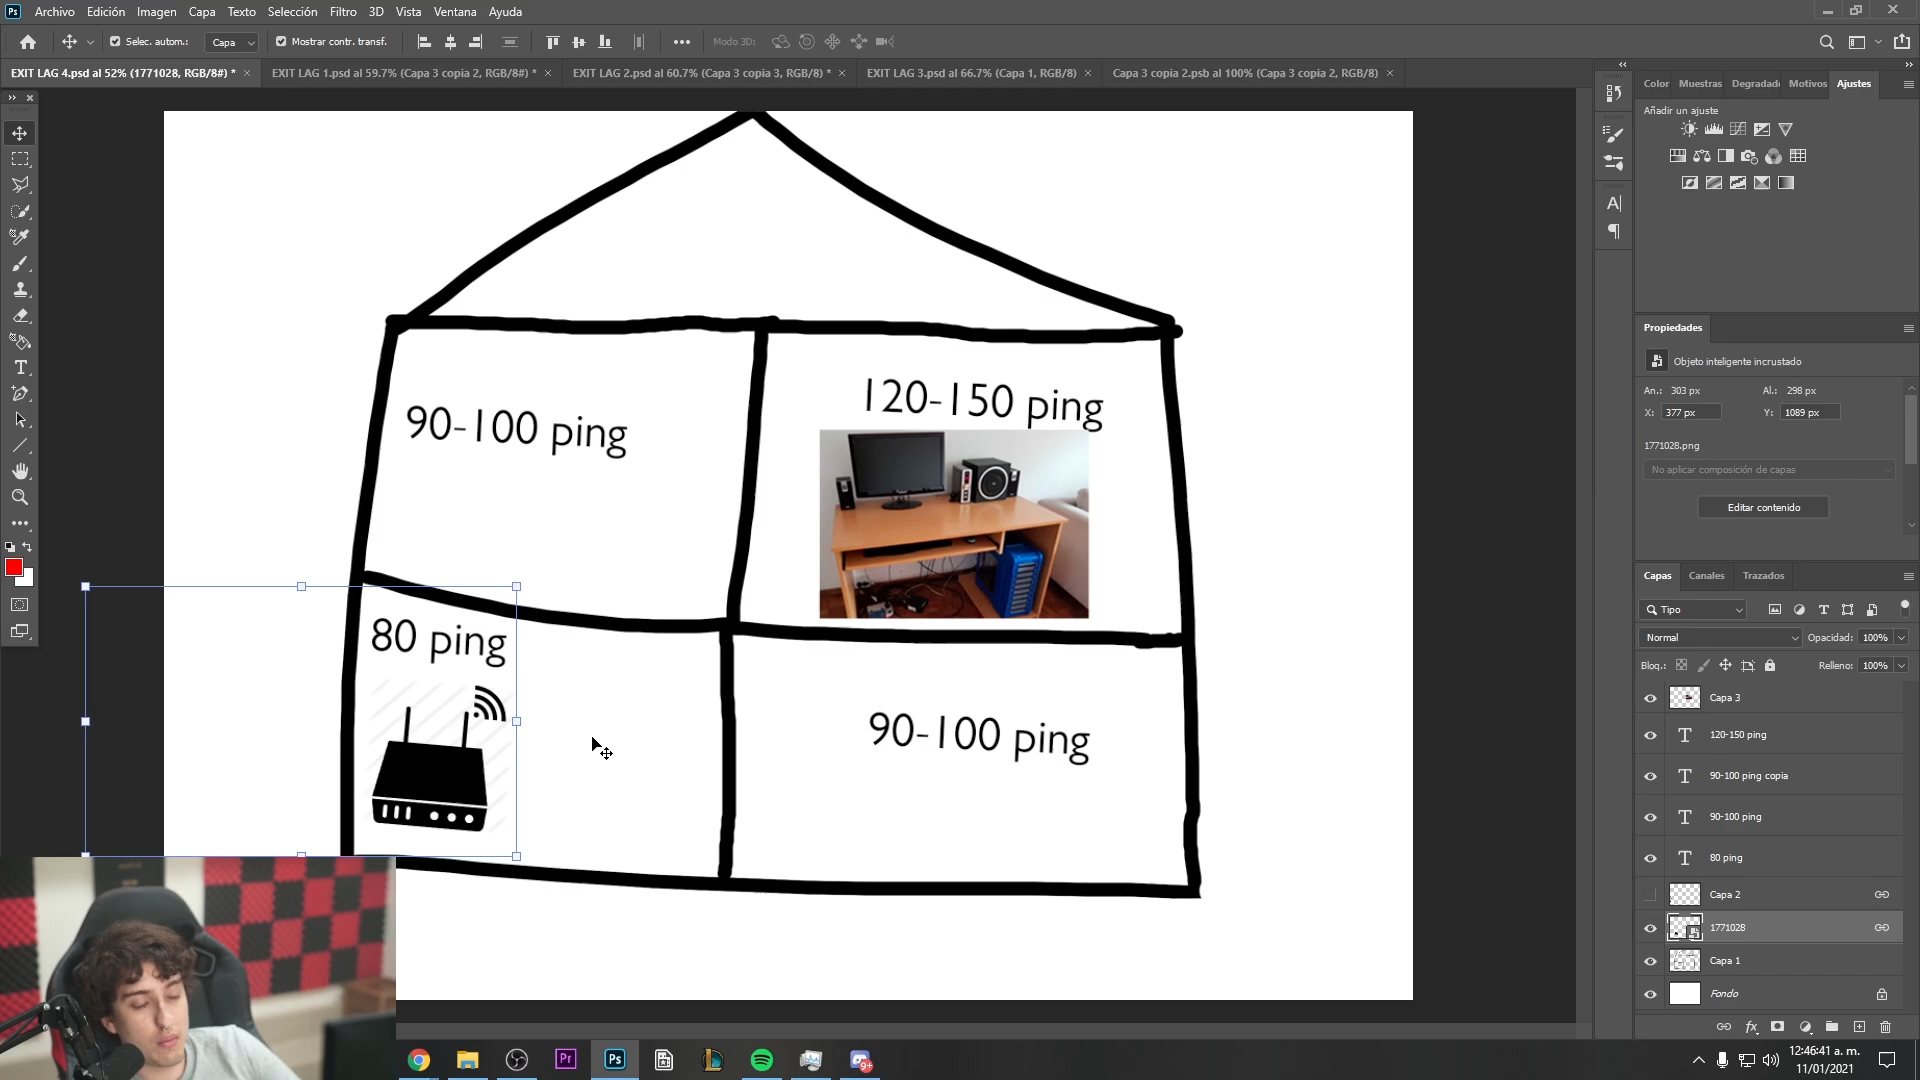 Ps Archivo Edición Imagen Capa Texto Selección Filtro 3D Vista Ventana Ayuda
Selec. autom.: Capa Mostrar contr. transf. Modo 3D:
EXIT LAG 4.psd al 52% (1771028, RGB/8#) * EXIT LAG 1.psd al 59.7% (Capa 3 copia 2, RGB/8#) * EXIT LAG 2.psd al 60.7% (Capa 3 copia 3, RGB/8) * EXIT LAG 3.psd al 66.7% (Capa 1, RGB/8) Capa 3 copia 2.psb al 100% (Capa 3 copia 2, RGB/8)
Color Muestras Degradad Motivos Ajustes
Añadir un ajuste
120-150 ping
90-100 ping
80 ping
90-100 ping
Propiedades
Objeto inteligente incrustado
An.: 303 px Al.: 298 px
X: 377 px Y: 1089 px
1771028.png
No aplicar composición de capas
Editar contenido
Capas Canales Trazados
Tipo
Normal Opacidad: 100%
Bloq.: Relleno: 100%
Capa 3
120-150 ping
90-100 ping copia
90-100 ping
80 ping
Capa 2
1771028
Capa 1
Fondo
Pr Ps 9+
12:46:41 a. m.
11/01/2021